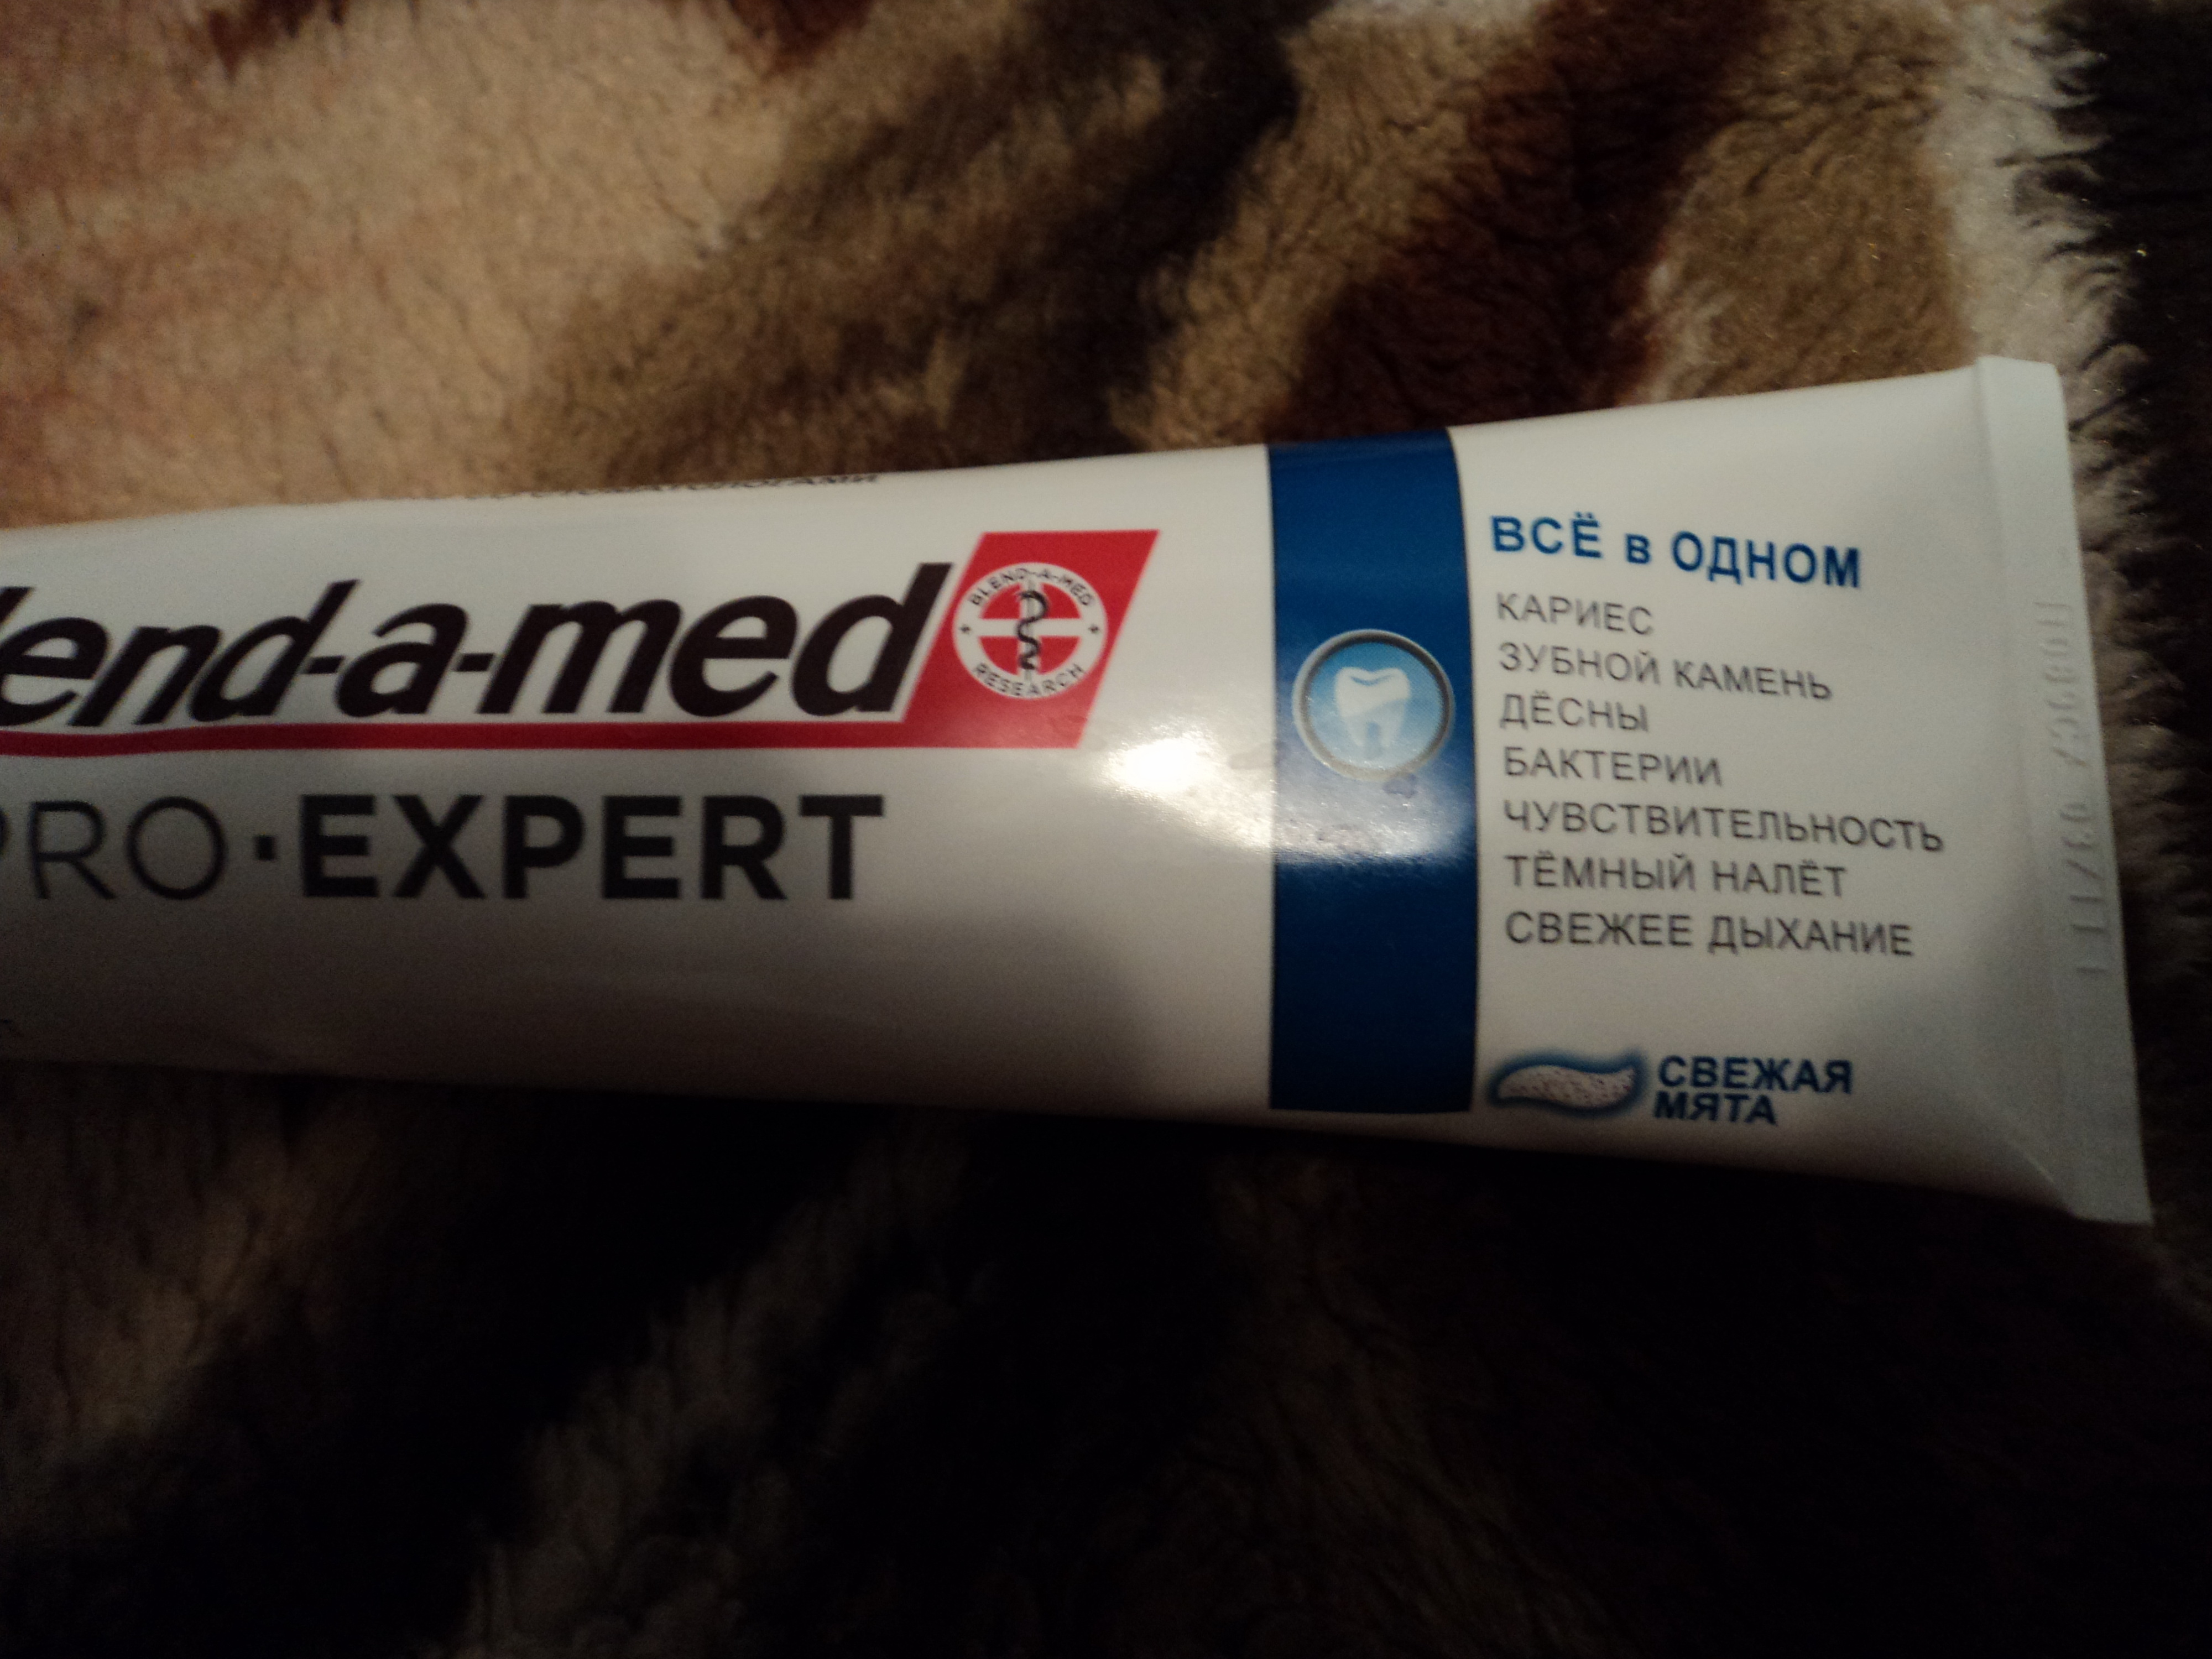 lend-a-med
BLEND-A-MED
RESEARCH
PRO·EXPERT
ВСЁ в ОДНОМ
КАРИЕС
ЗУБНОЙ КАМЕНЬ
ДЁСНЫ
БАКТЕРИИ
ЧУВСТВИТЕЛЬНОСТЬ
ТЁМНЫЙ НАЛЁТ
СВЕЖЕЕ ДЫХАНИЕ
СВЕЖАЯ
МЯТА